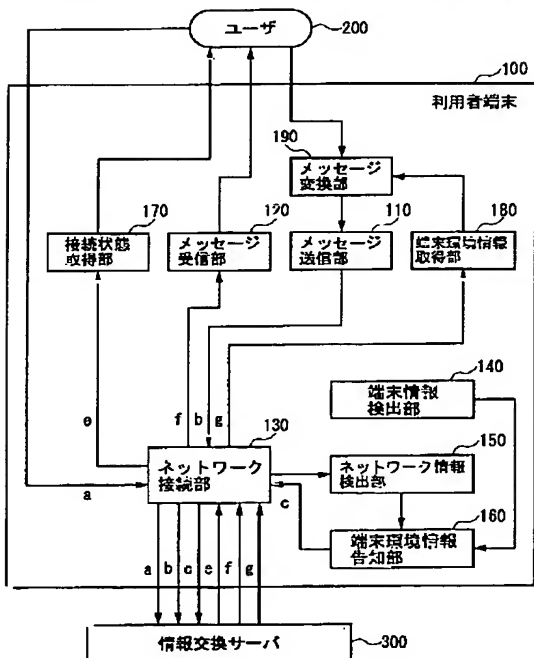 ユーザ
200
100
利用者端末
190
メッセージ
変換部
170
接続状態
取得部
120
メッセージ
受信部
110
メッセージ
送信部
180
端末環境情報
取得部
140
端末情報
検出部
e
f
b
g
130
150
ネットワーク
接続部
ネットワーク情報
検出部
a
c
160
端末環境情報
告知部
a
b
c
e
f
g
情報交換サーバ
300